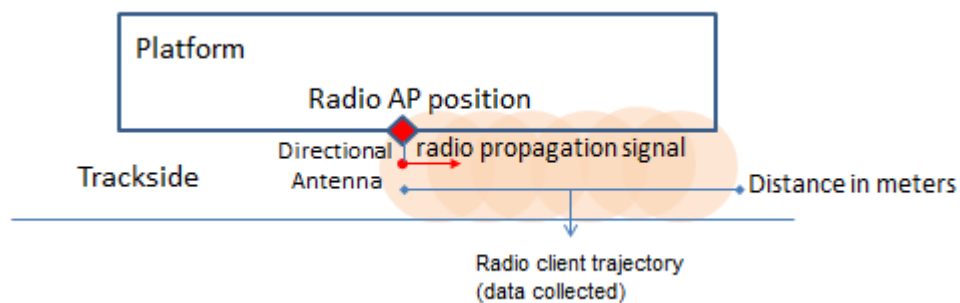 Platform
Radio AP position
Directional
Antenna
radio propagation signal
Trackside
Distance in meters
Radio client trajectory
(data collected)